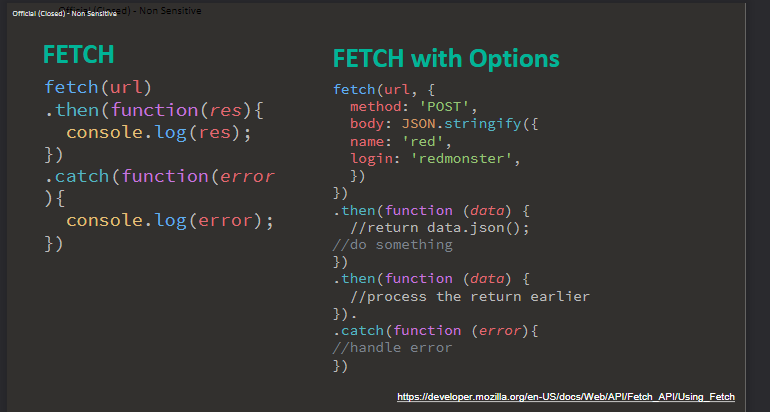 Official (Closed) - Non Sensitive
Official (Closed) - Non Sensitive
FETCH
fetch(url)
.then(function(res){
  console.log(res);
})
.catch(function(error
){
  console.log(error);
})
FETCH with Options
fetch(url, {
  method: 'POST',
  body: JSON.stringify({
  name: 'red',
  login: 'redmonster',
  })
})
.then(function (data) {
  //return data.json();
//do something
})
.then(function (data) {
  //process the return earlier
}).
.catch(function (error){
//handle error
})
https://developer.mozilla.org/en-US/docs/Web/API/Fetch_API/Using_Fetch